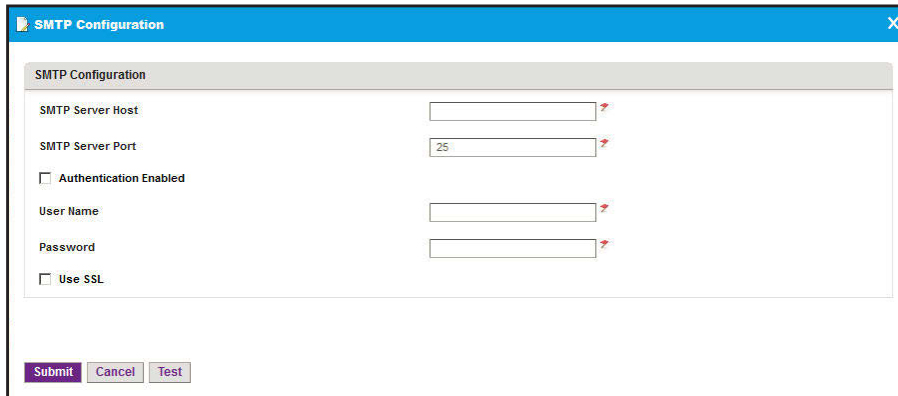 SMTP Configuration X
SMTP Configuration
SMTP Server Host
SMTP Server Port 25
Authentication Enabled
User Name
Password
Use SSL
Submit Cancel Test